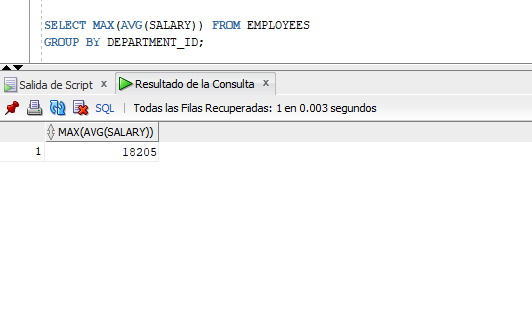 SELECT MAX(AVG(SALARY)) FROM EMPLOYEES
GROUP BY DEPARTMENT_ID;
Salida de Script x Resultado de la Consulta x
SQL | Todas las Filas Recuperadas: 1 en 0.003 segundos
MAX(AVG(SALARY))
1 18205